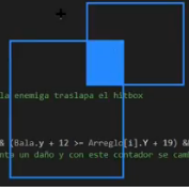 la enemiga traslapa el hitbox
& (Bala.y + 12 >= Arreglo[i].Y + 19) &
nta un daño y con este contador se cam